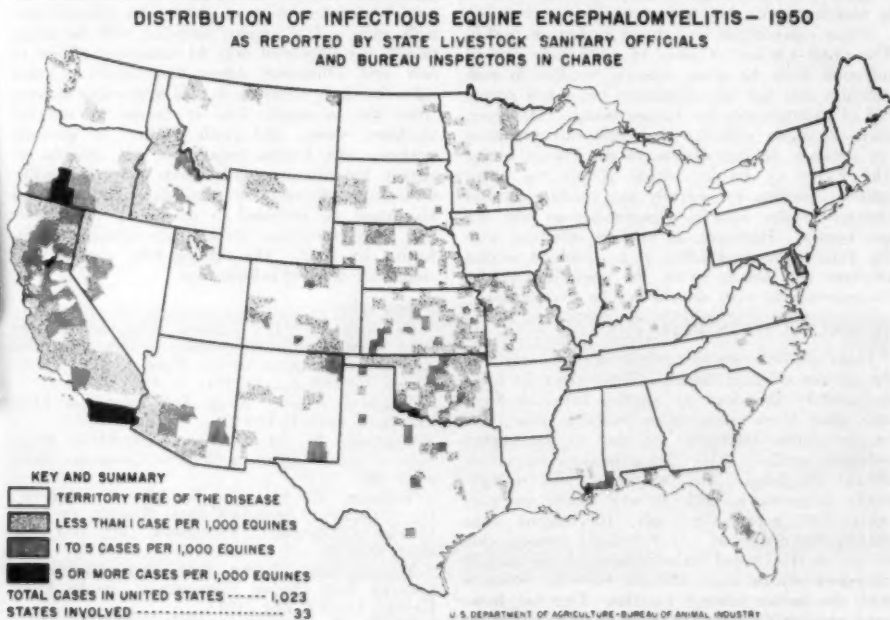 DISTRIBUTION OF INFECTIOUS EQUINE ENCEPHALOMYELITIS — 1950
AS REPORTED BY STATE LIVESTOCK SANITARY OFFICIALS
AND BUREAU INSPECTORS IN CHARGE
KEY AND SUMMARY
TERRITORY FREE OF THE DISEASE
LESS THAN 1 CASE PER 1,000 EQUINES
1 TO 5 CASES PER 1,000 EQUINES
5 OR MORE CASES PER 1,000 EQUINES
TOTAL CASES IN UNITED STATES ----- 1,023
STATES INVOLVED ---------------- 33
U.S. DEPARTMENT OF AGRICULTURE-BUREAU OF ANIMAL INDUSTRY